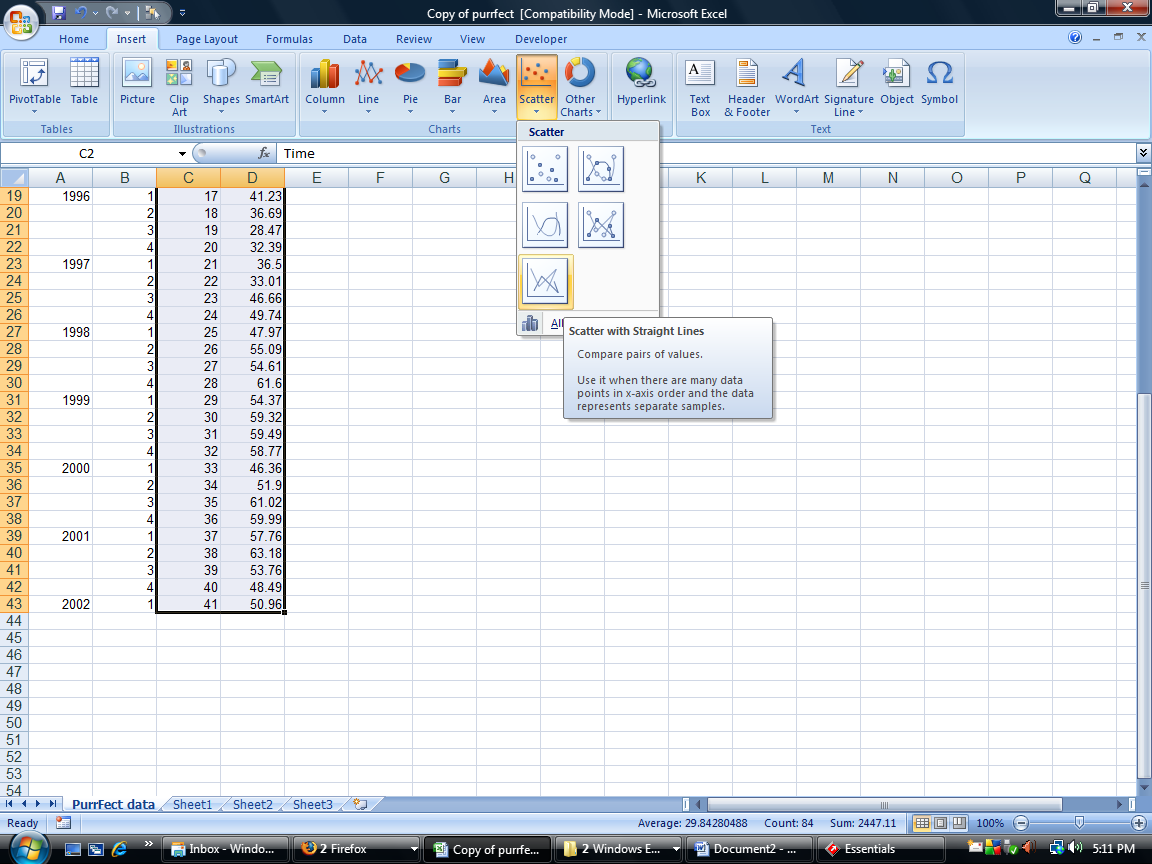 Copy of purrfect [Compatibility Mode] - Microsoft Excel
Home Insert Page Layout Formulas Data Review View Developer
PivotTable Table Picture Clip Art Shapes SmartArt Column Line Pie Bar Area Scatter Other Charts Hyperlink Text Box Header & Footer WordArt Signature Line Object Symbol
Tables Illustrations Charts Text
Scatter
C2 fx Time
A B C D E F G H K L M N O P Q
19 1996 1 17 41.23
20 2 18 36.69
21 3 19 28.47
22 4 20 32.39
23 1997 1 21 36.5
24 2 22 33.01
25 3 23 46.66
26 4 24 49.74
27 1998 1 25 47.97
28 2 26 55.09
29 3 27 54.61
30 4 28 61.6
31 1999 1 29 54.37
32 2 30 59.32
33 3 31 59.49
34 4 32 58.77
35 2000 1 33 46.36
36 2 34 51.9
37 3 35 61.02
38 4 36 59.99
39 2001 1 37 57.76
40 2 38 63.18
41 3 39 53.76
42 4 40 48.49
43 2002 1 41 50.96
44
45
46
47
48
49
50
51
52
53
54
All
Scatter with Straight Lines
Compare pairs of values.
Use it when there are many data
points in x-axis order and the data
represents separate samples.
PurrFect data Sheet1 Sheet2 Sheet3
Ready Average: 29.84280488 Count: 84 Sum: 2447.11 100%
Inbox - Windo... 2 Firefox Copy of purrfe... 2 Windows E... Document2 - ... Essentials 5:11 PM